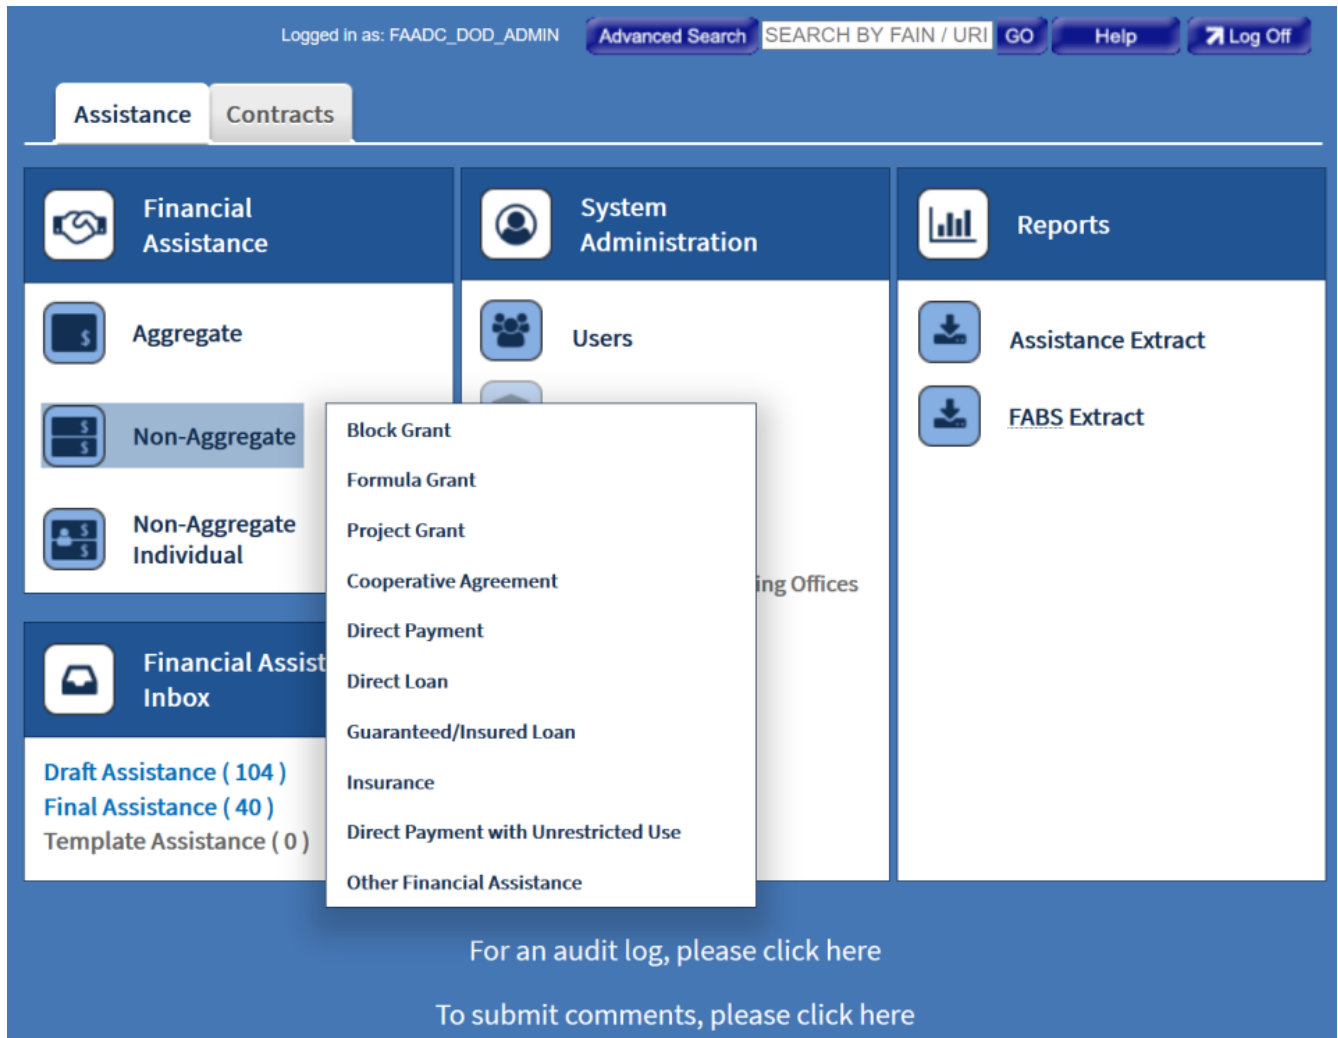 Logged in as: FAADC_DOD_ADMIN
Advanced Search
SEARCH BY FAIN / URI
GO
Help
Log Off
Assistance
Contracts
Financial
Assistance
Aggregate
Non-Aggregate
Non-Aggregate
Individual
System
Administration
Users
ing Offices
Reports
Assistance Extract
FABS Extract
Block Grant
Formula Grant
Project Grant
Cooperative Agreement
Direct Payment
Direct Loan
Guaranteed/Insured Loan
Insurance
Direct Payment with Unrestricted Use
Other Financial Assistance
Financial Assist
Inbox
Draft Assistance ( 104 )
Final Assistance ( 40 )
Template Assistance ( 0 )
For an audit log, please click here
To submit comments, please click here